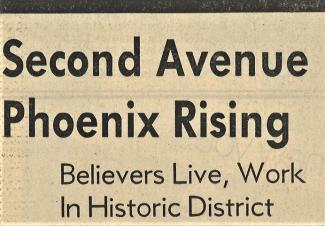 Second Avenue
Phoenix Rising
Believers Live, Work
In Historic District